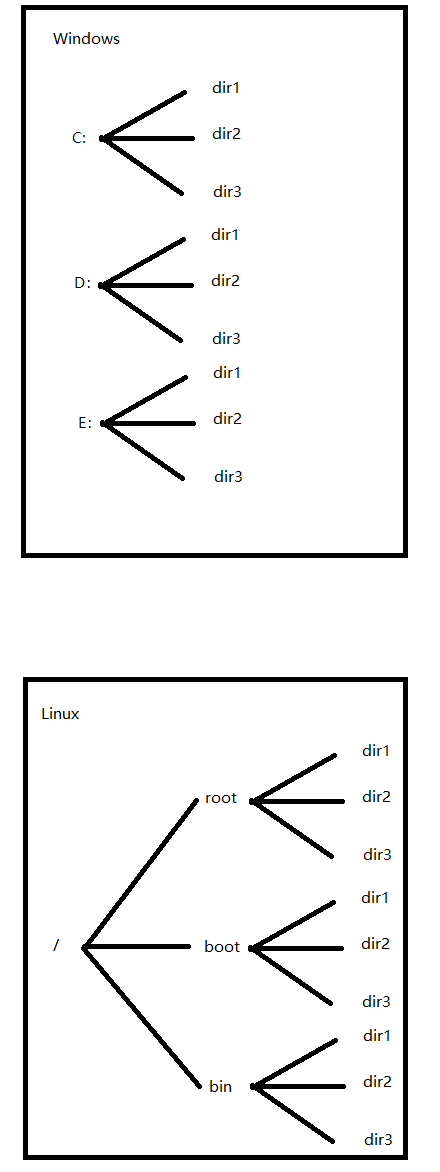 Windows
dir1
C:
dir2
dir3
dir1
D:
dir2
dir3
dir1
E:
dir2
dir3
Linux
dir1
root
dir2
dir3
dir1
/
boot
dir2
dir3
dir1
bin
dir2
dir3